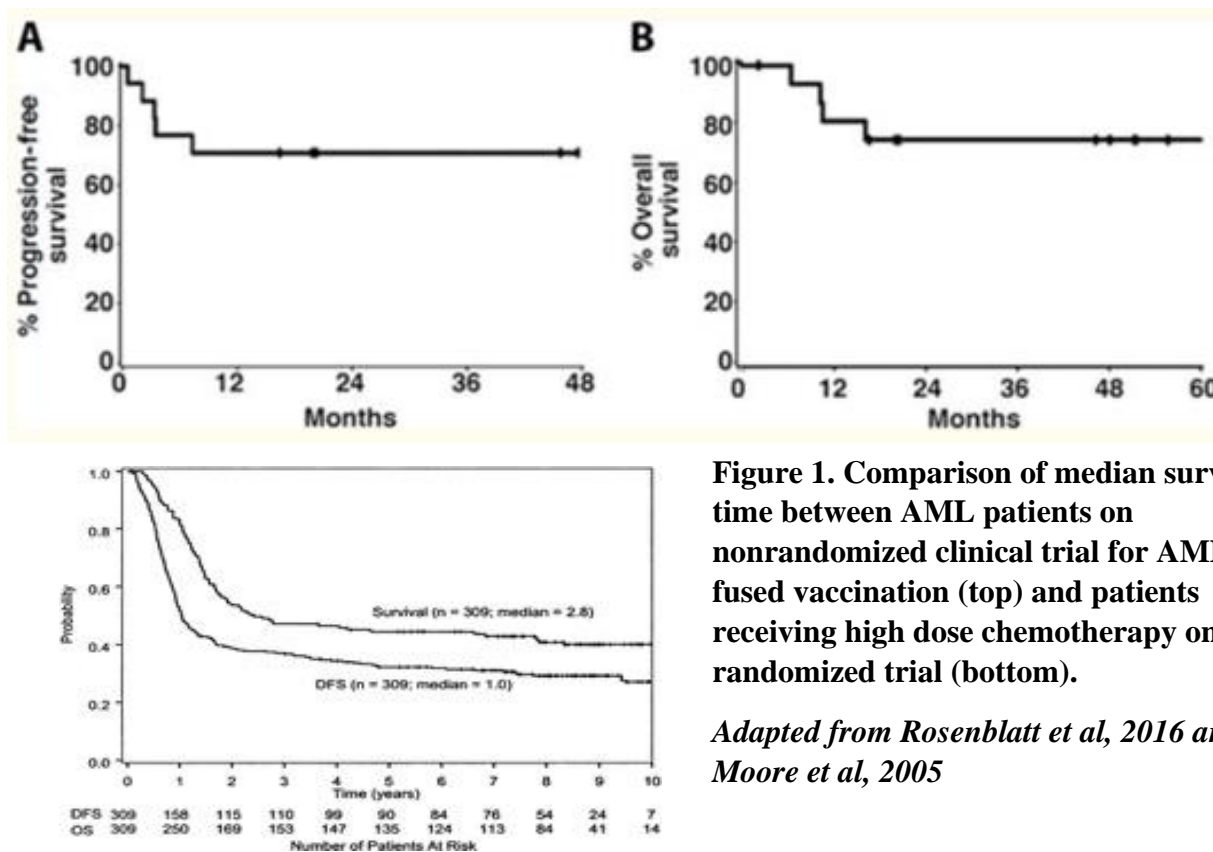 A
100
80
60
40
20
0
% Progression-free
survival
0 12 24 36 48
Months
B
100
80
60
40
20
0
% Overall
survival
0 12 24 36 48 60
Months
1.0
0.8
0.6
0.4
0.2
0.0
Probability
Survival (n = 309; median = 2.8)
DFS (n = 309; median = 1.0)
0 1 2 3 4 5 6 7 8 9 10
Time (years)
DFS 309 158 115 110 99 90 84 76 54 24 7
OS 309 250 169 153 147 135 124 113 84 41 14
Number of Patients At Risk
Figure 1. Comparison of median
time between AML patients on
nonrandomized clinical trial for
fused vaccination (top) and patients
receiving high dose chemotherapy on
randomized trial (bottom).
Adapted from Rosenblatt et al, 2016
Moore et al, 2005